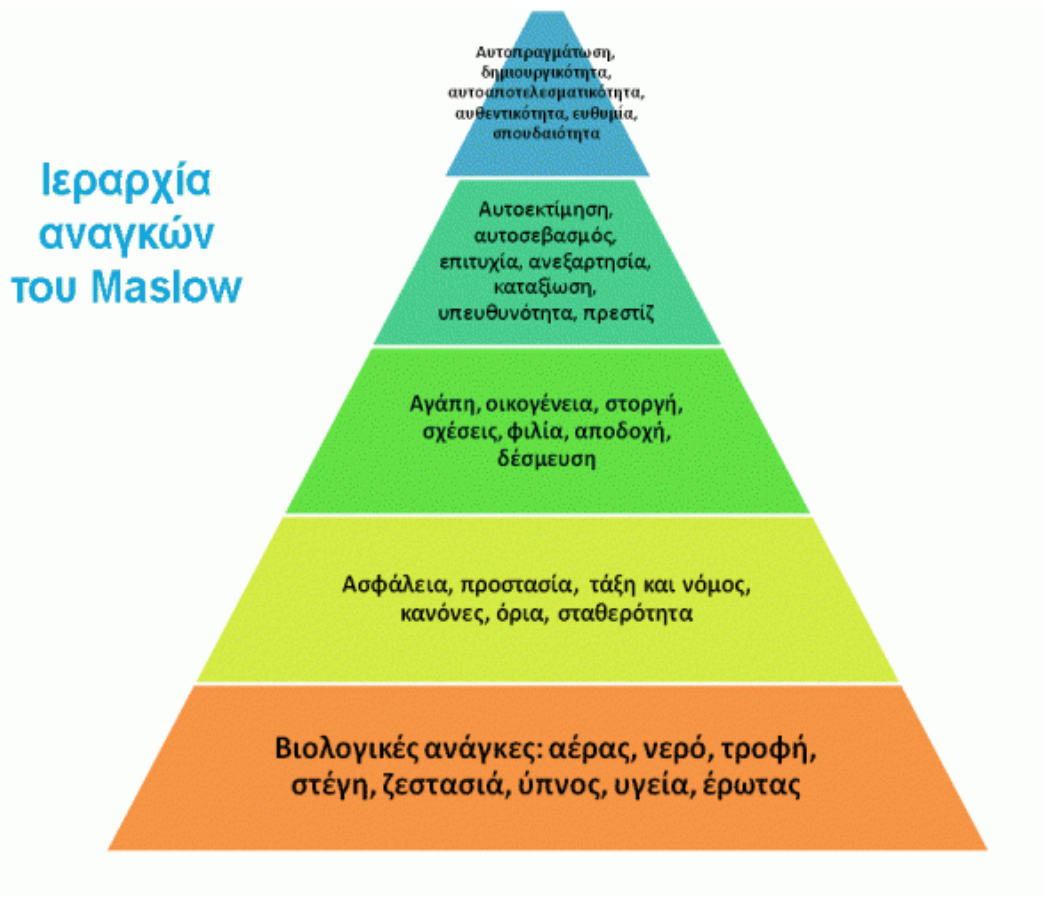 Αυτοπραγμάτωση,
δημιουργικότητα,
αυτοαποτελεσματικότητα,
αυθεντικότητα, ευθυμία,
σπουδαιότητα
Ιεραρχία
αναγκών
του Maslow
Αυτοεκτίμηση,
αυτοσεβασμός,
επιτυχία, ανεξαρτησία,
καταξίωση,
υπευθυνότητα, πρεστίζ
Αγάπη, οικογένεια, στοργή,
σχέσεις, φιλία, αποδοχή,
δέσμευση
Ασφάλεια, προστασία, τάξη και νόμος,
κανόνες, όρια, σταθερότητα
Βιολογικές ανάγκες: αέρας, νερό, τροφή,
στέγη, ζεστασιά, ύπνος, υγεία, έρωτας